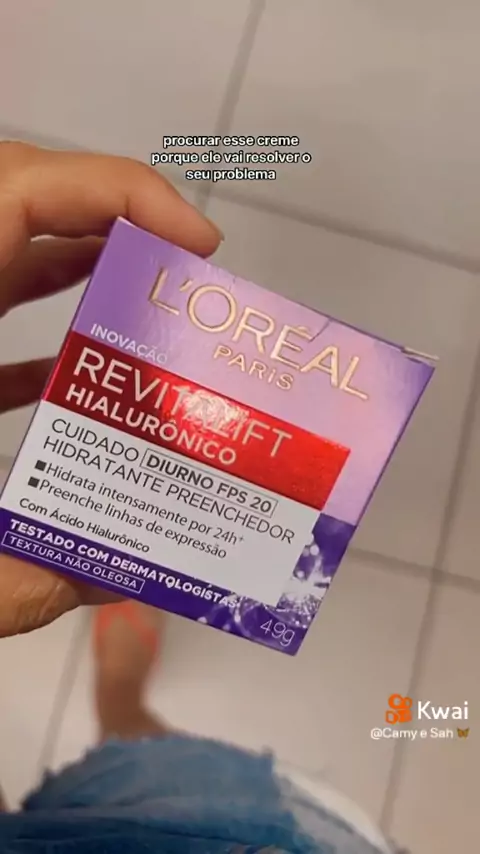 procurar esse creme
porque ele vai resolver o
seu problema
L'ORÉAL
PARIS
INOVAÇÃO
REVITALIFT
HIALURÔNICO
CUIDADO DIURNO FPS 20
HIDRATANTE PREENCHEDOR
■Hidrata intensamente por 24h⁺
■Preenche linhas de expressão
Com Ácido Hialurônico
TESTADO COM DERMATOLOGISTAS*
TEXTURA NÃO OLEOSA
49g
Kwai
@Camy e Sah 🦋